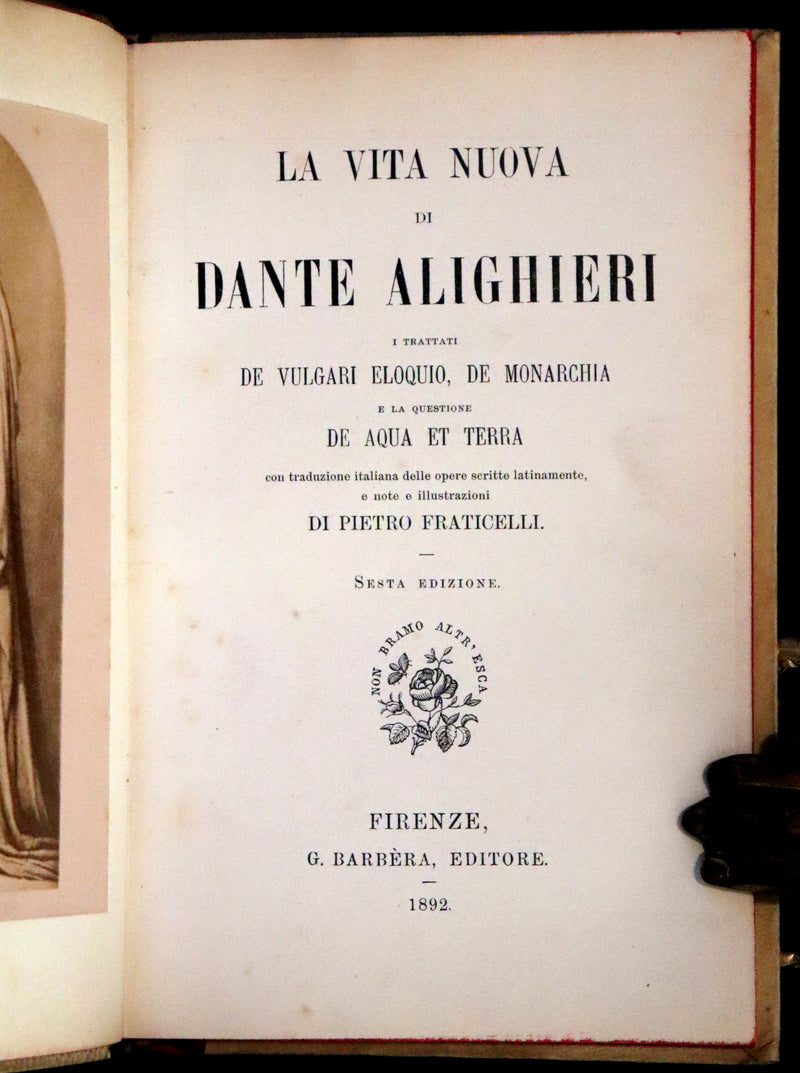 LA VITA NUOVA
DI
DANTE ALIGHIERI
I TRATTATI
DE VULGARI ELOQUIO, DE MONARCHIA
E LA QUESTIONE
DE AQUA ET TERRA
con traduzione italiana delle opere scritte latinamente,
e note e illustrazioni
DI PIETRO FRATICELLI.
SESTA EDIZIONE.
NON BRAMO ALTR' ESCA
FIRENZE,
G. BARBÈRA, EDITORE.
1892.